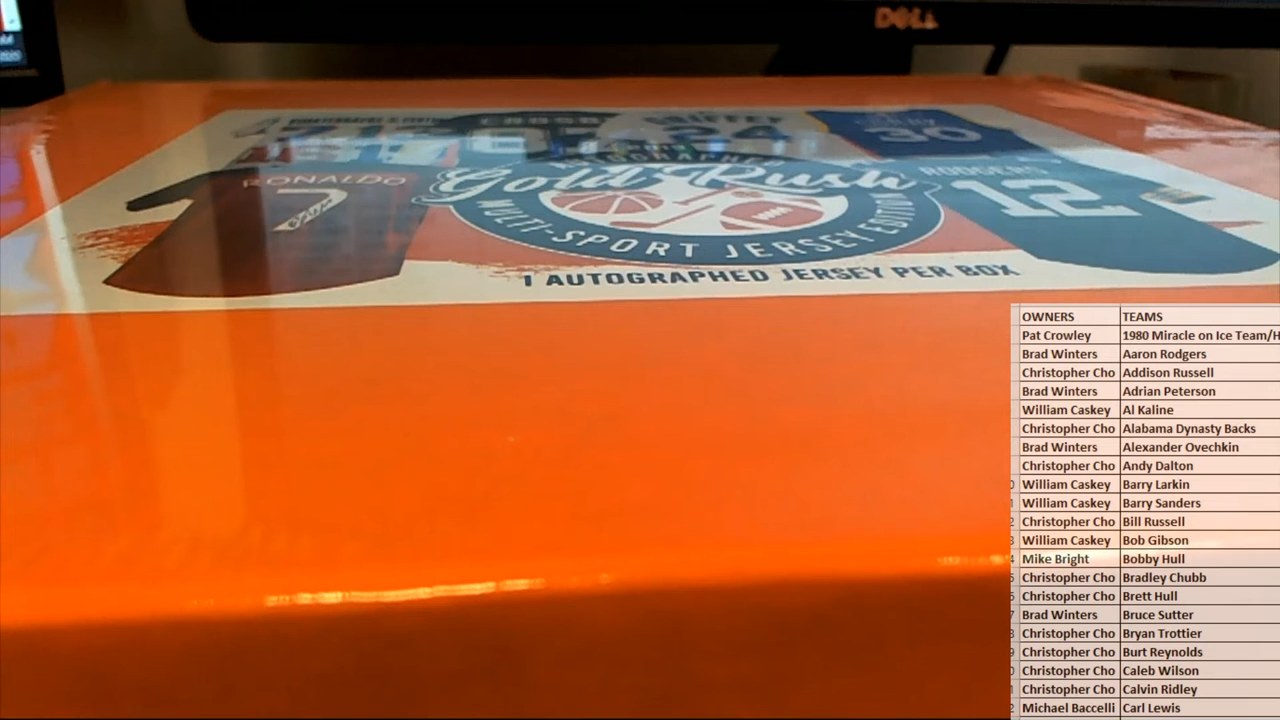 DELL
CROSBY
GRIFFEY
24
30
RONALDO
7
RODGERS
12
AUTOGRAPHED
Gold Rush
MULTI-SPORT JERSEY EDITION
1 AUTOGRAPHED JERSEY PER BOX
OWNERS TEAMS
Pat Crowley 1980 Miracle on Ice Team/H
Brad Winters Aaron Rodgers
Christopher Cho Addison Russell
Brad Winters Adrian Peterson
William Caskey Al Kaline
Christopher Cho Alabama Dynasty Backs
Brad Winters Alexander Ovechkin
Christopher Cho Andy Dalton
William Caskey Barry Larkin
William Caskey Barry Sanders
Christopher Cho Bill Russell
William Caskey Bob Gibson
Mike Bright Bobby Hull
Christopher Cho Bradley Chubb
Christopher Cho Brett Hull
Brad Winters Bruce Sutter
Christopher Cho Bryan Trottier
Christopher Cho Burt Reynolds
Christopher Cho Caleb Wilson
Christopher Cho Calvin Ridley
Michael Baccelli Carl Lewis